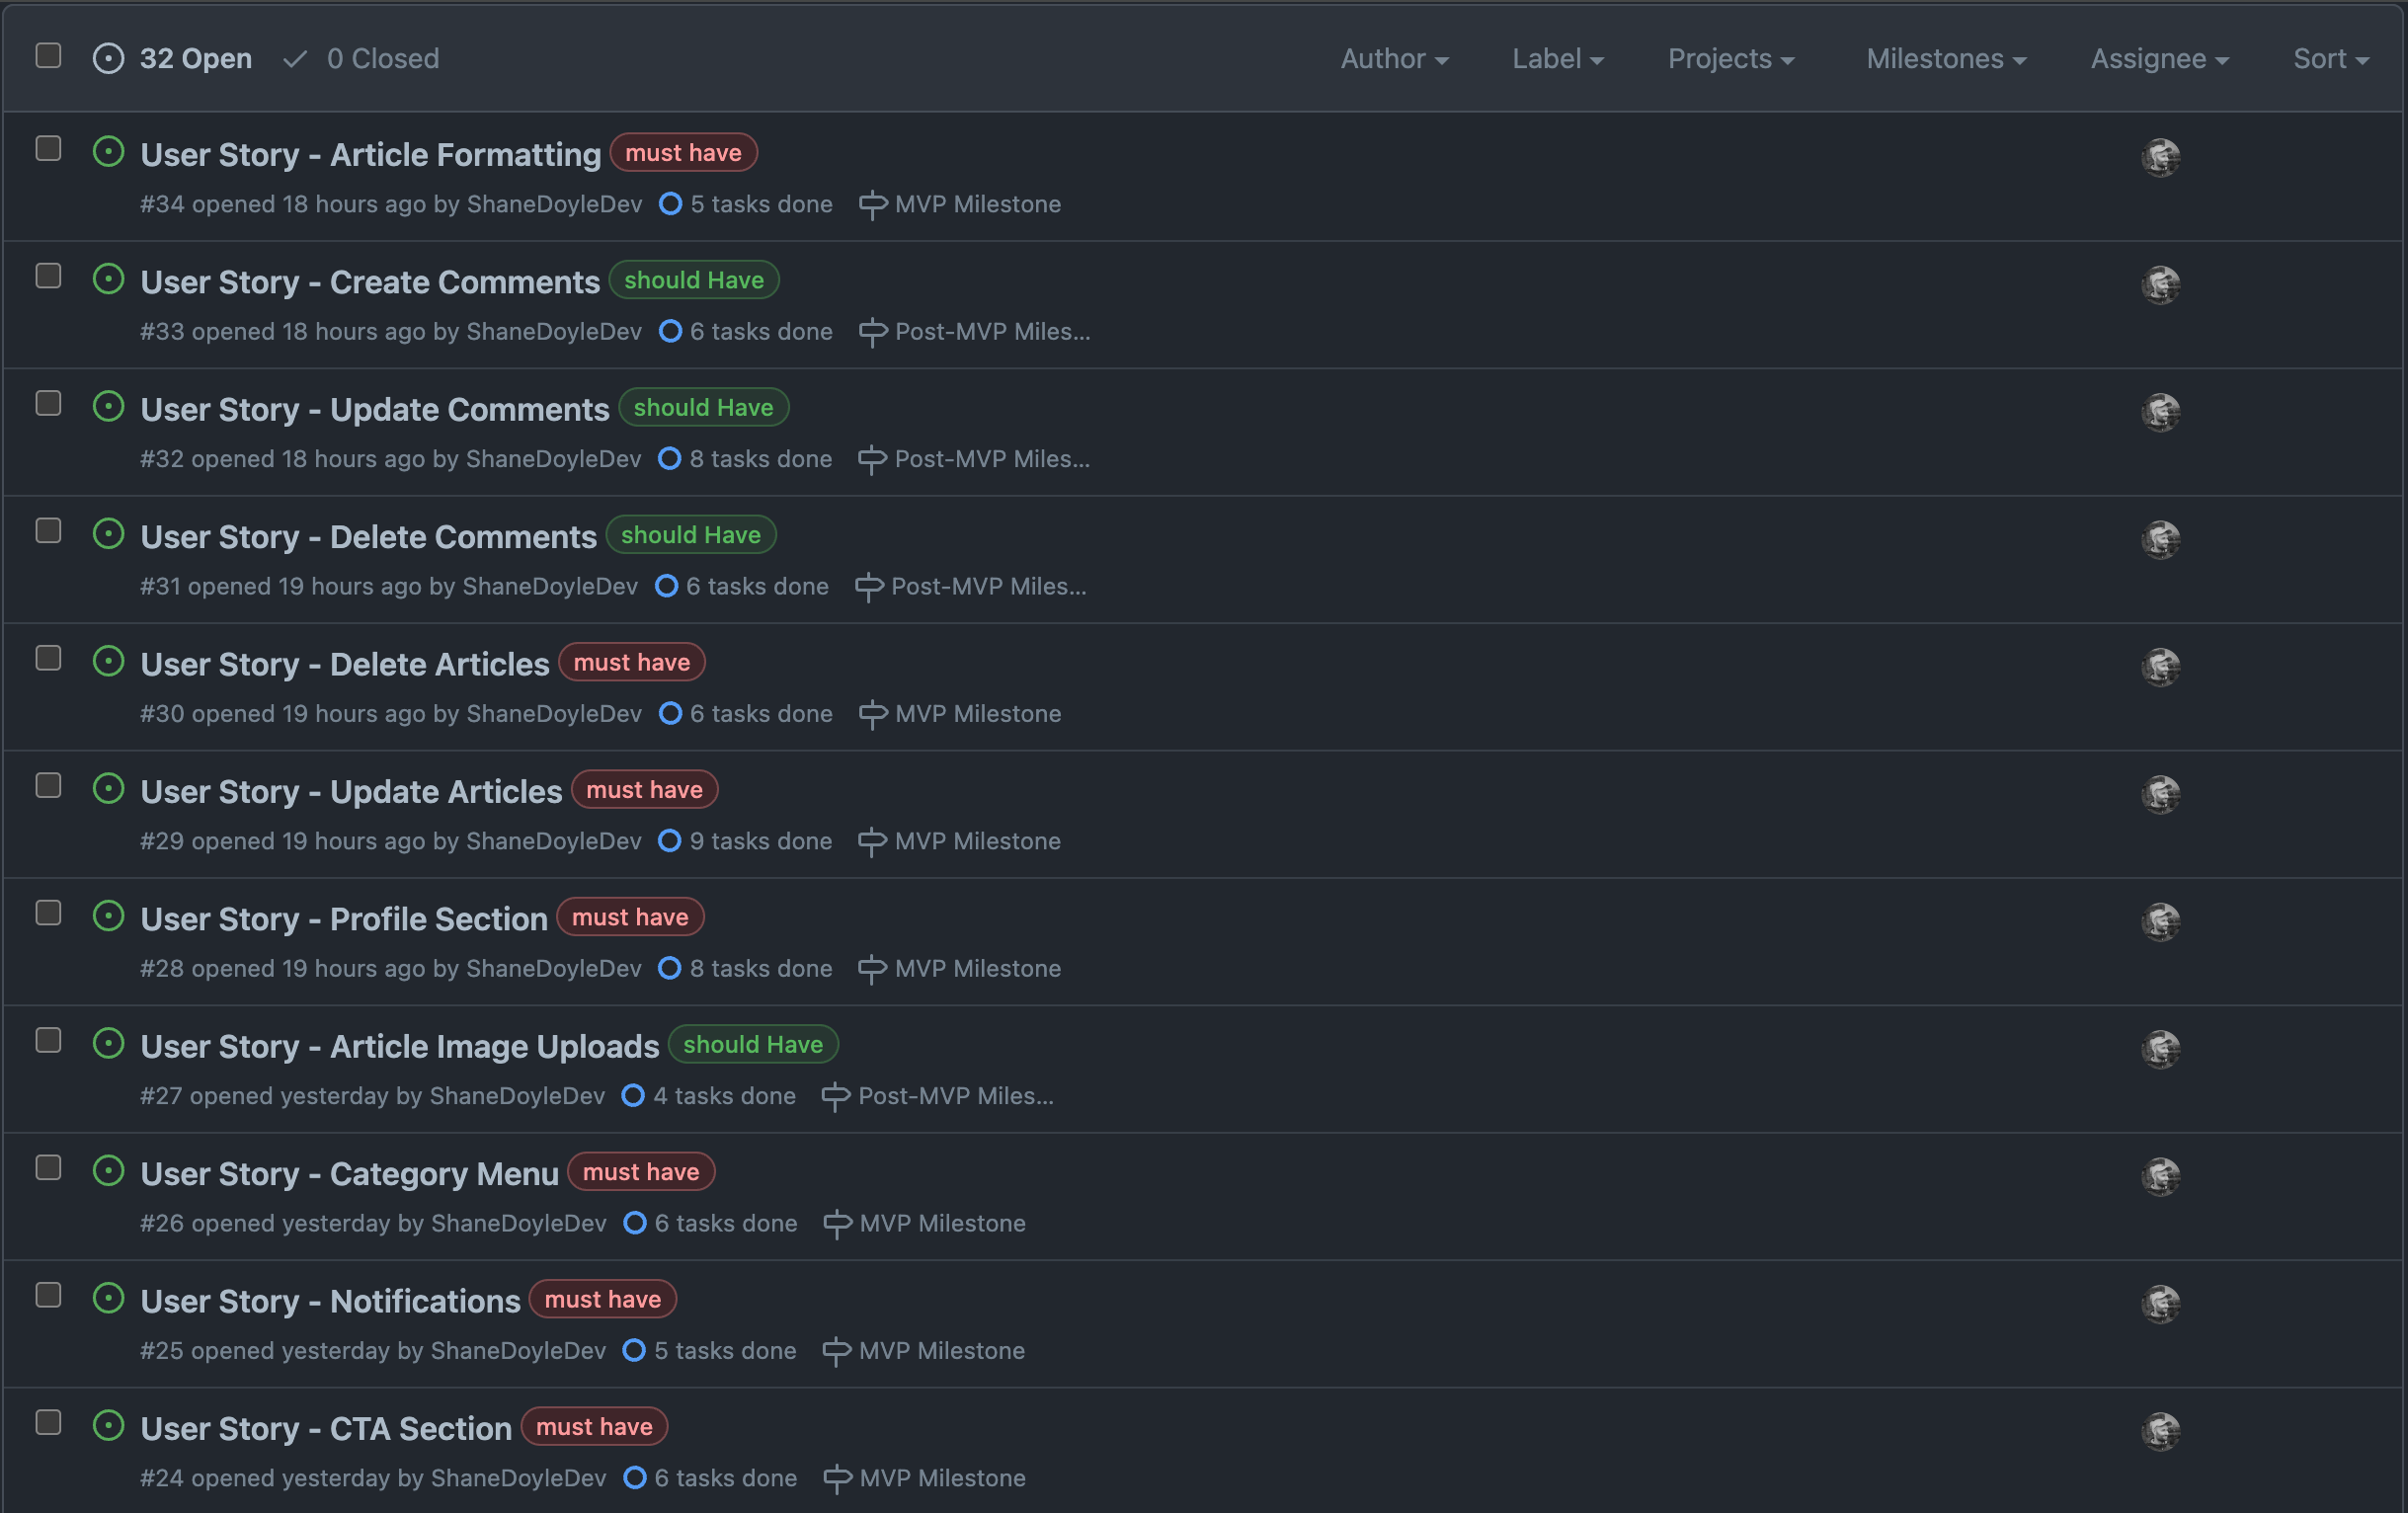 32 Open 0 Closed Author Label Projects Milestones Assignee Sort
User Story - Article Formatting must have
#34 opened 18 hours ago by ShaneDoyleDev 5 tasks done MVP Milestone
User Story - Create Comments should Have
#33 opened 18 hours ago by ShaneDoyleDev 6 tasks done Post-MVP Miles...
User Story - Update Comments should Have
#32 opened 18 hours ago by ShaneDoyleDev 8 tasks done Post-MVP Miles...
User Story - Delete Comments should Have
#31 opened 19 hours ago by ShaneDoyleDev 6 tasks done Post-MVP Miles...
User Story - Delete Articles must have
#30 opened 19 hours ago by ShaneDoyleDev 6 tasks done MVP Milestone
User Story - Update Articles must have
#29 opened 19 hours ago by ShaneDoyleDev 9 tasks done MVP Milestone
User Story - Profile Section must have
#28 opened 19 hours ago by ShaneDoyleDev 8 tasks done MVP Milestone
User Story - Article Image Uploads should Have
#27 opened yesterday by ShaneDoyleDev 4 tasks done Post-MVP Miles...
User Story - Category Menu must have
#26 opened yesterday by ShaneDoyleDev 6 tasks done MVP Milestone
User Story - Notifications must have
#25 opened yesterday by ShaneDoyleDev 5 tasks done MVP Milestone
User Story - CTA Section must have
#24 opened yesterday by ShaneDoyleDev 6 tasks done MVP Milestone